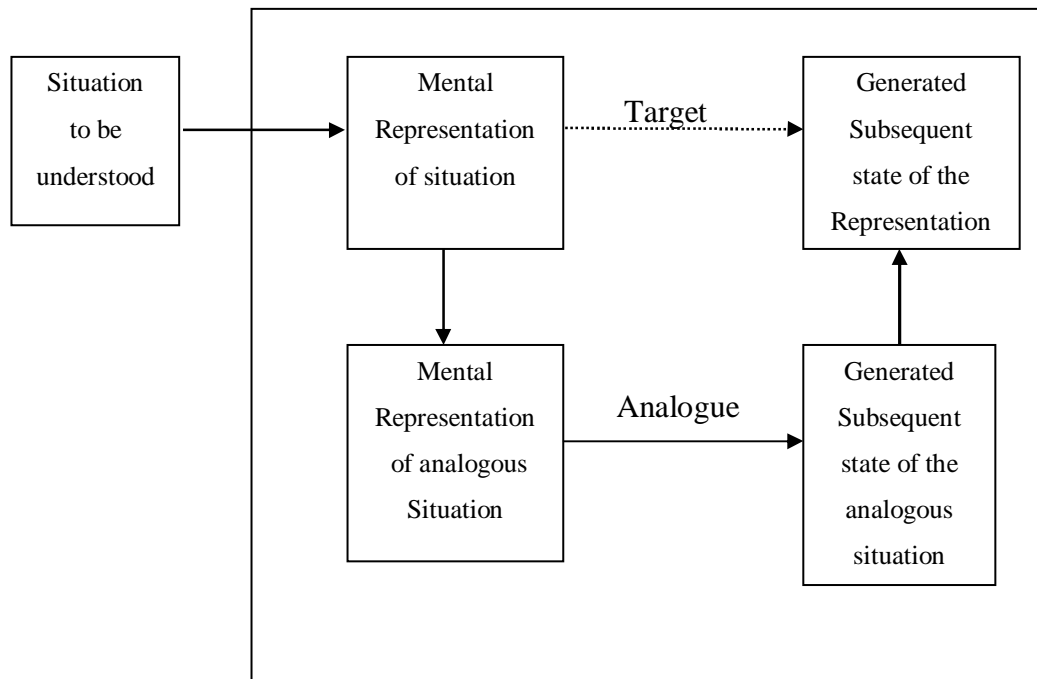 Situation
to be
understood
Mental
Representation
of situation
Target
Generated
Subsequent
state of the
Representation
Mental
Representation
of analogous
Situation
Analogue
Generated
Subsequent
state of the
analogous
situation